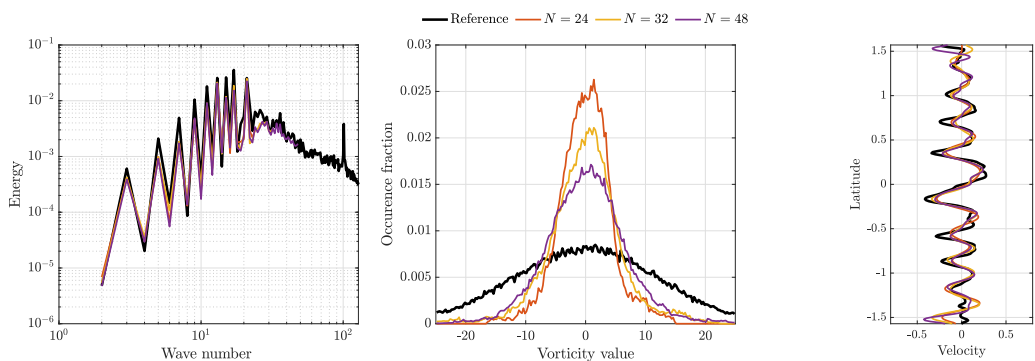 Reference N = 24 N = 32 N = 48
10^-1
10^-2
10^-3
10^-4
10^-5
10^-6
10^0 10^1 10^2
Energy
Wave number
0.03
0.025
0.02
0.015
0.01
0.005
0
-20 -10 0 10 20
Occurence fraction
Vorticity value
1.5
1
0.5
0
-0.5
-1
-1.5
-0.5 0 0.5
Latitude
Velocity